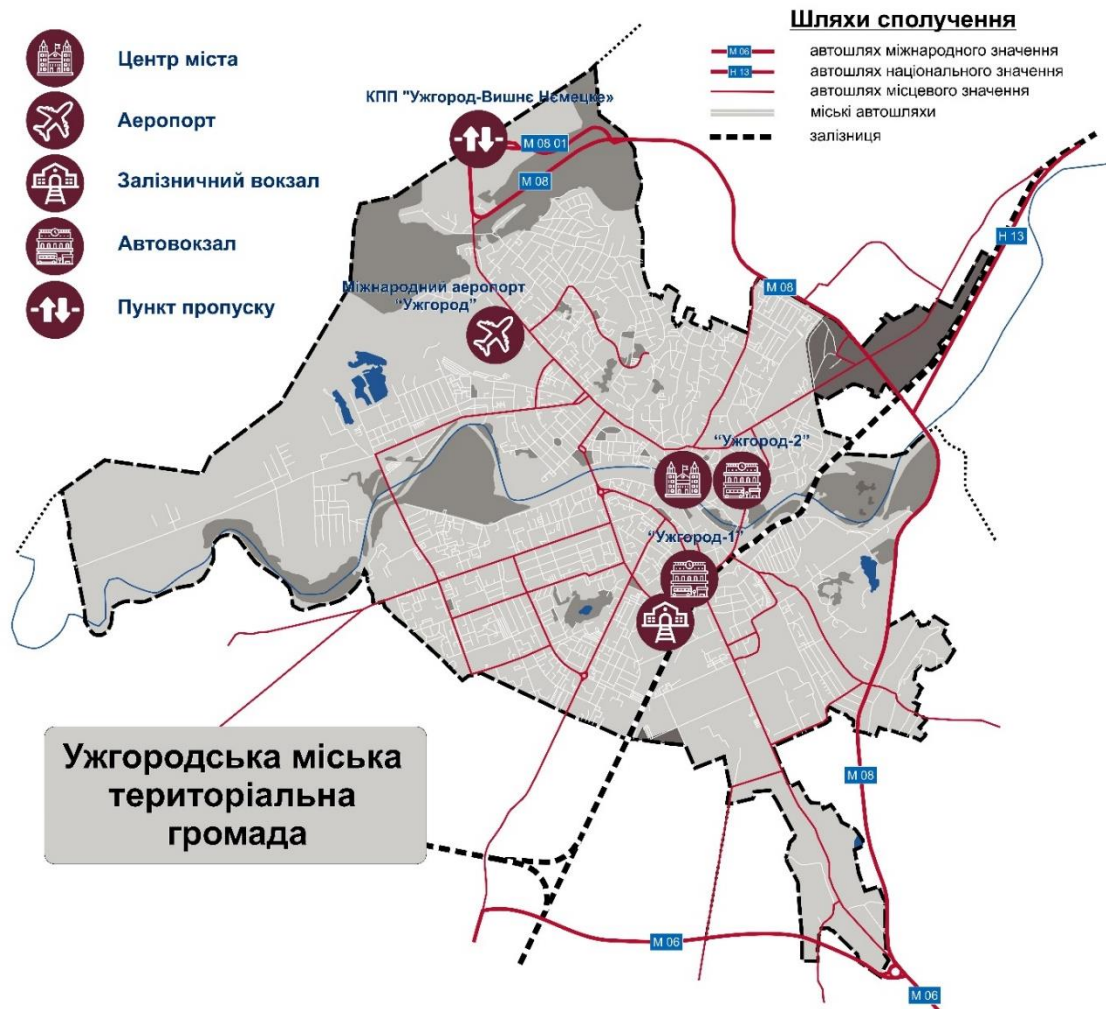 Шляхи сполучення
М 06
автошлях міжнародного значення
Н 13
автошлях національного значення
автошлях місцевого значення
міські автошляхи
залізниця
Центр міста
Аеропорт
Залізничний вокзал
Автовокзал
Пункт пропуску
КПП "Ужгород-Вишнє Нємецке»
М 08 01
М 08
Н 13
М 08
Міжнародний аеропорт
“Ужгород”
“Ужгород-2”
“Ужгород-1”
Ужгородська міська
територіальна
громада
М 08
М 06
М 06